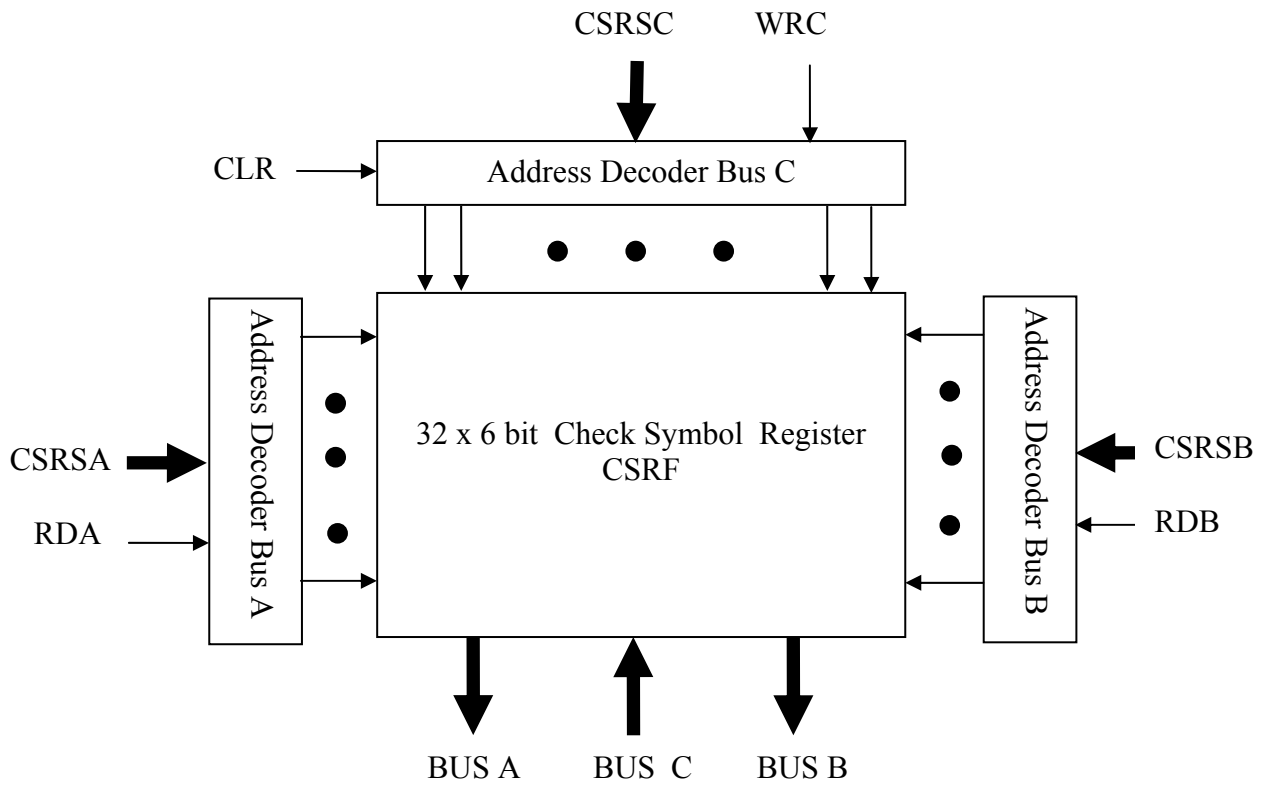 CSRSC WRC
CLR
Address Decoder Bus C
Address Decoder Bus A
Address Decoder Bus B
32 x 6 bit Check Symbol Register
CSRF
CSRSA
CSRSB
RDA
RDB
BUS A BUS C BUS B